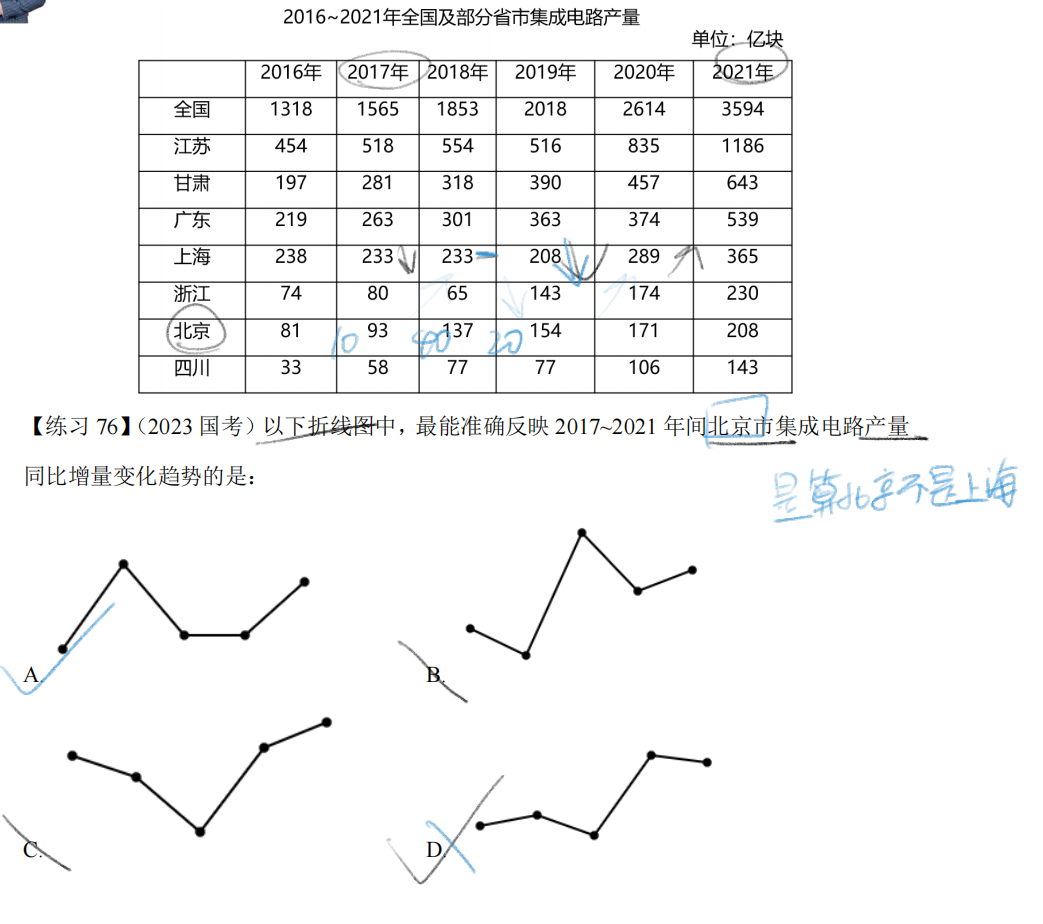 2016~2021年全国及部分省市集成电路产量
单位：亿块
2016年 2017年 2018年 2019年 2020年 2021年
全国 1318 1565 1853 2018 2614 3594
江苏 454 518 554 516 835 1186
甘肃 197 281 318 390 457 643
广东 219 263 301 363 374 539
上海 238 233 233 208 289 365
浙江 74 80 65 143 174 230
北京 81 93 137 154 171 208
10 40 20
四川 33 58 77 77 106 143
【练习 76】（2023 国考）以下折线图中，最能准确反映 2017~2021 年间北京市集成电路产量
同比增量变化趋势的是：
是算北京不是上海
A.
B.
C.
D.